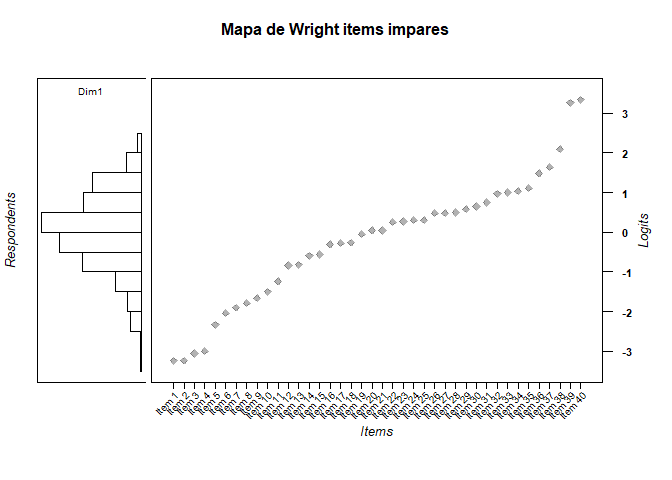 Mapa de Wright items impares
Dim1
Respondents
3
2
1
0
-1
-2
-3
Logits
Item 1
Item 2
Item 3
Item 4
Item 5
Item 6
Item 7
Item 8
Item 9
Item 10
Item 11
Item 12
Item 13
Item 14
Item 15
Item 16
Item 17
Item 18
Item 19
Item 20
Item 21
Item 22
Item 23
Item 24
Item 25
Item 26
Item 27
Item 28
Item 29
Item 30
Item 31
Item 32
Item 33
Item 34
Item 35
Item 36
Item 37
Item 38
Item 39
Item 40
Items